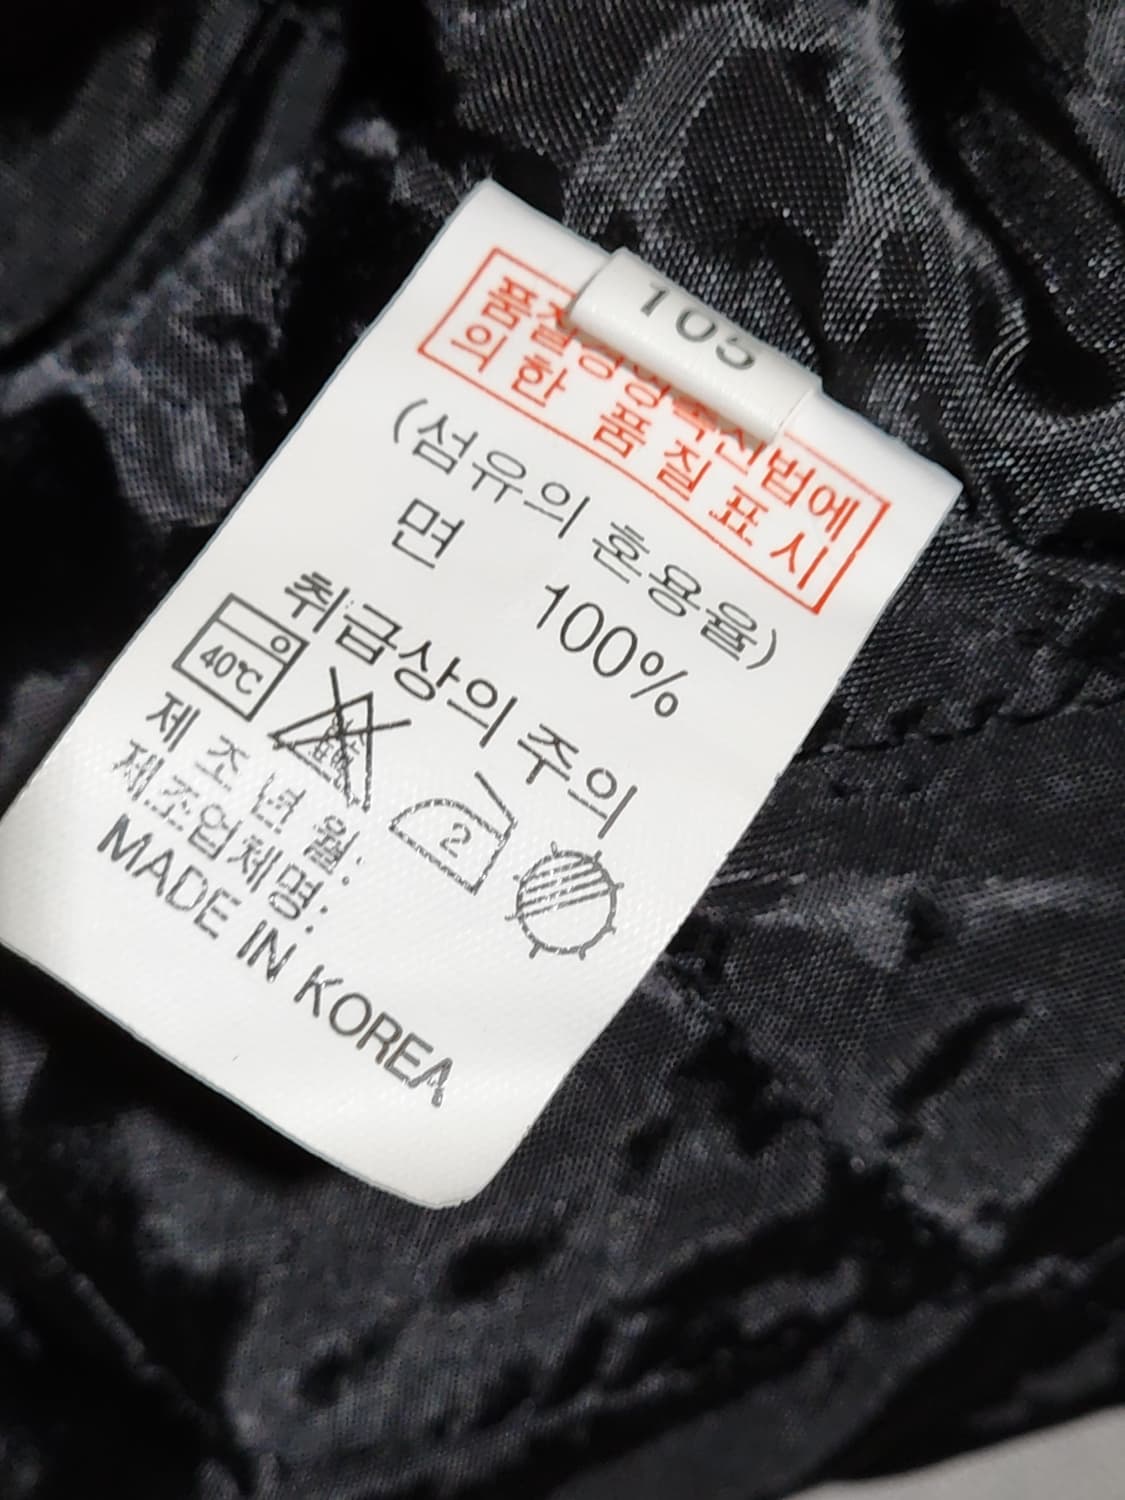 105
의한 품질표시
(섬유의 혼용율)
면 100%
취급상의 주의
40℃
2
제 조 년 월:
제조업체명:
MADE IN KOREA